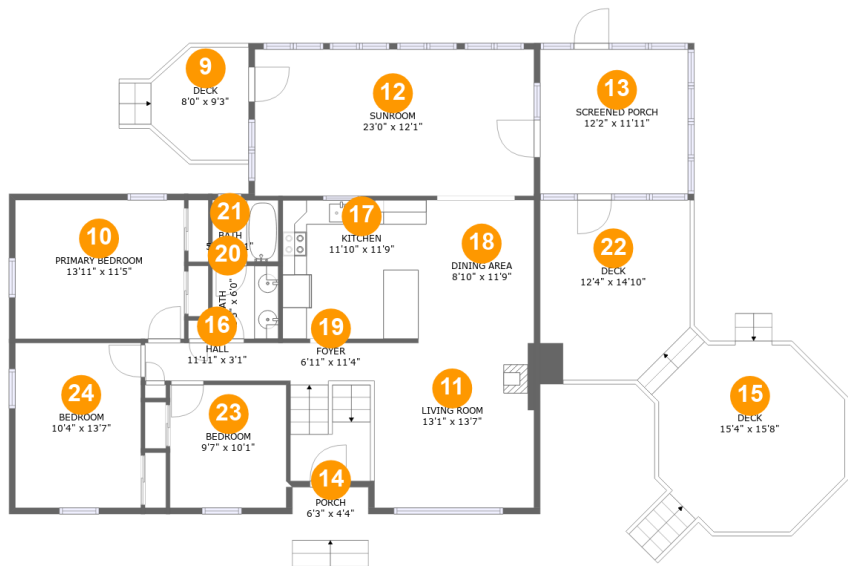 9
DECK
8'0" x 9'3"
12
SUNROOM
23'0" x 12'1"
13
SCREENED PORCH
12'2" x 11'11"
10
PRIMARY BEDROOM
13'11" x 11'5"
21
BATH
20
BATH
x 6'0"
17
KITCHEN
11'10" x 11'9"
18
DINING AREA
8'10" x 11'9"
22
DECK
12'4" x 14'10"
16
HALL
11'11" x 3'1"
19
FOYER
6'11" x 11'4"
24
BEDROOM
10'4" x 13'7"
23
BEDROOM
9'7" x 10'1"
11
LIVING ROOM
13'1" x 13'7"
15
DECK
15'4" x 15'8"
14
PORCH
6'3" x 4'4"